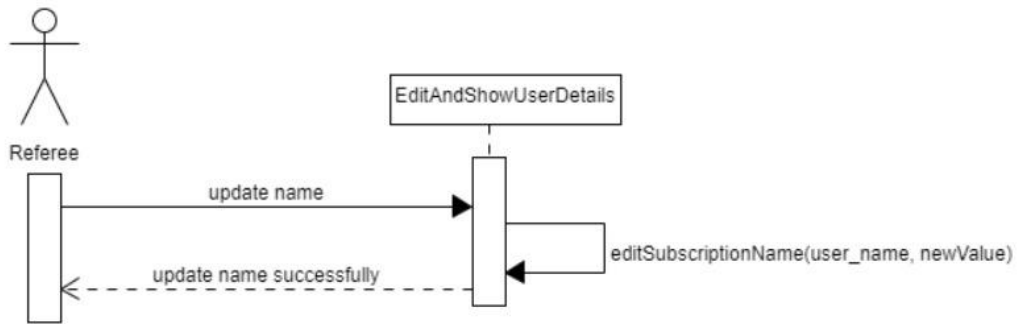 EditAndShowUserDetails
Referee
update name
editSubscriptionName(user_name, newValue)
update name successfully